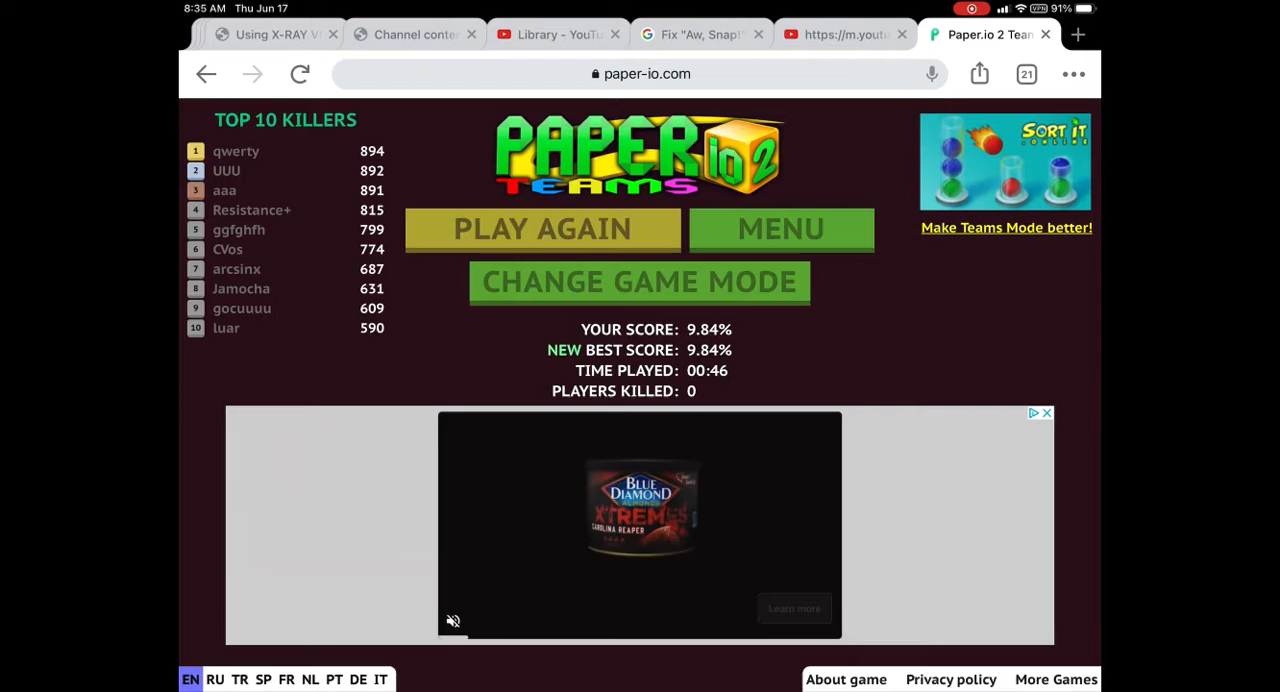 8:35 AM Thu Jun 17 VPN 91%
Using X-RAY V
Channel conter
Library - YouTu
Fix "Aw, Snap!"
https://m.youtu
Paper.io 2 Team
paper-io.com
21
TOP 10 KILLERS
1 qwerty 894
2 UUU 892
3 aaa 891
4 Resistance+ 815
5 ggfghfh 799
6 CVos 774
7 arcsinx 687
8 Jamocha 631
9 gocuuuu 609
10 luar 590
PAPER io 2
TEAMS
PLAY AGAIN
MENU
CHANGE GAME MODE
YOUR SCORE: 9.84%
NEW BEST SCORE: 9.84%
TIME PLAYED: 00:46
PLAYERS KILLED: 0
SORT IT
ONLINE
Make Teams Mode better!
BLUE
DIAMOND
ALMONDS
XTREMES
CAROLINA REAPER
Learn more
EN RU TR SP FR NL PT DE IT
About game Privacy policy More Games